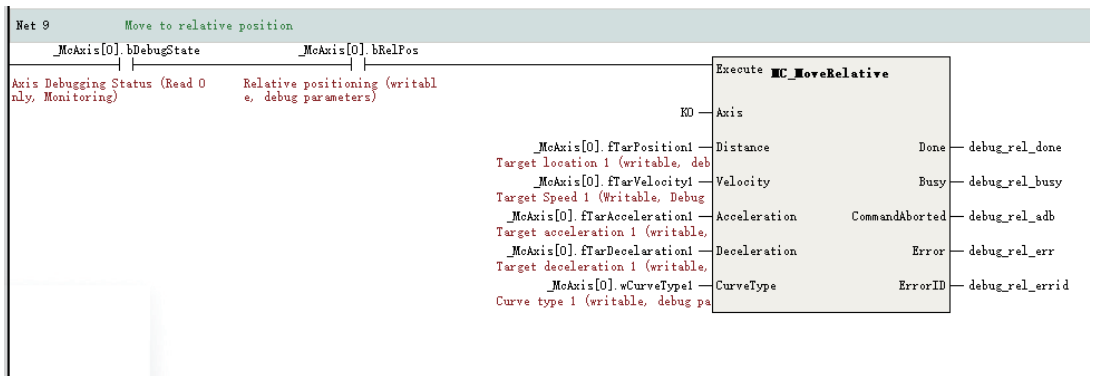 Net 9 Move to relative position
_McAxis[0].bDebugState _McAxis[0].bRelPos
Axis Debugging Status (Read O
nly, Monitoring)
Relative positioning (writabl
e, debug parameters)
Execute MC_MoveRelative
K0 Axis
_McAxis[0].fTarPosition1 Distance Done debug_rel_done
Target location 1 (writable, deb
_McAxis[0].fTarVelocity1 Velocity Busy debug_rel_busy
Target Speed 1 (Writable, Debug
_McAxis[0].fTarAcceleration1 Acceleration CommandAborted debug_rel_adb
Target acceleration 1 (writable,
_McAxis[0].fTarDecelaration1 Deceleration Error debug_rel_err
Target deceleration 1 (writable,
_McAxis[0].wCurveType1 CurveType ErrorID debug_rel_errid
Curve type 1 (writable, debug pa